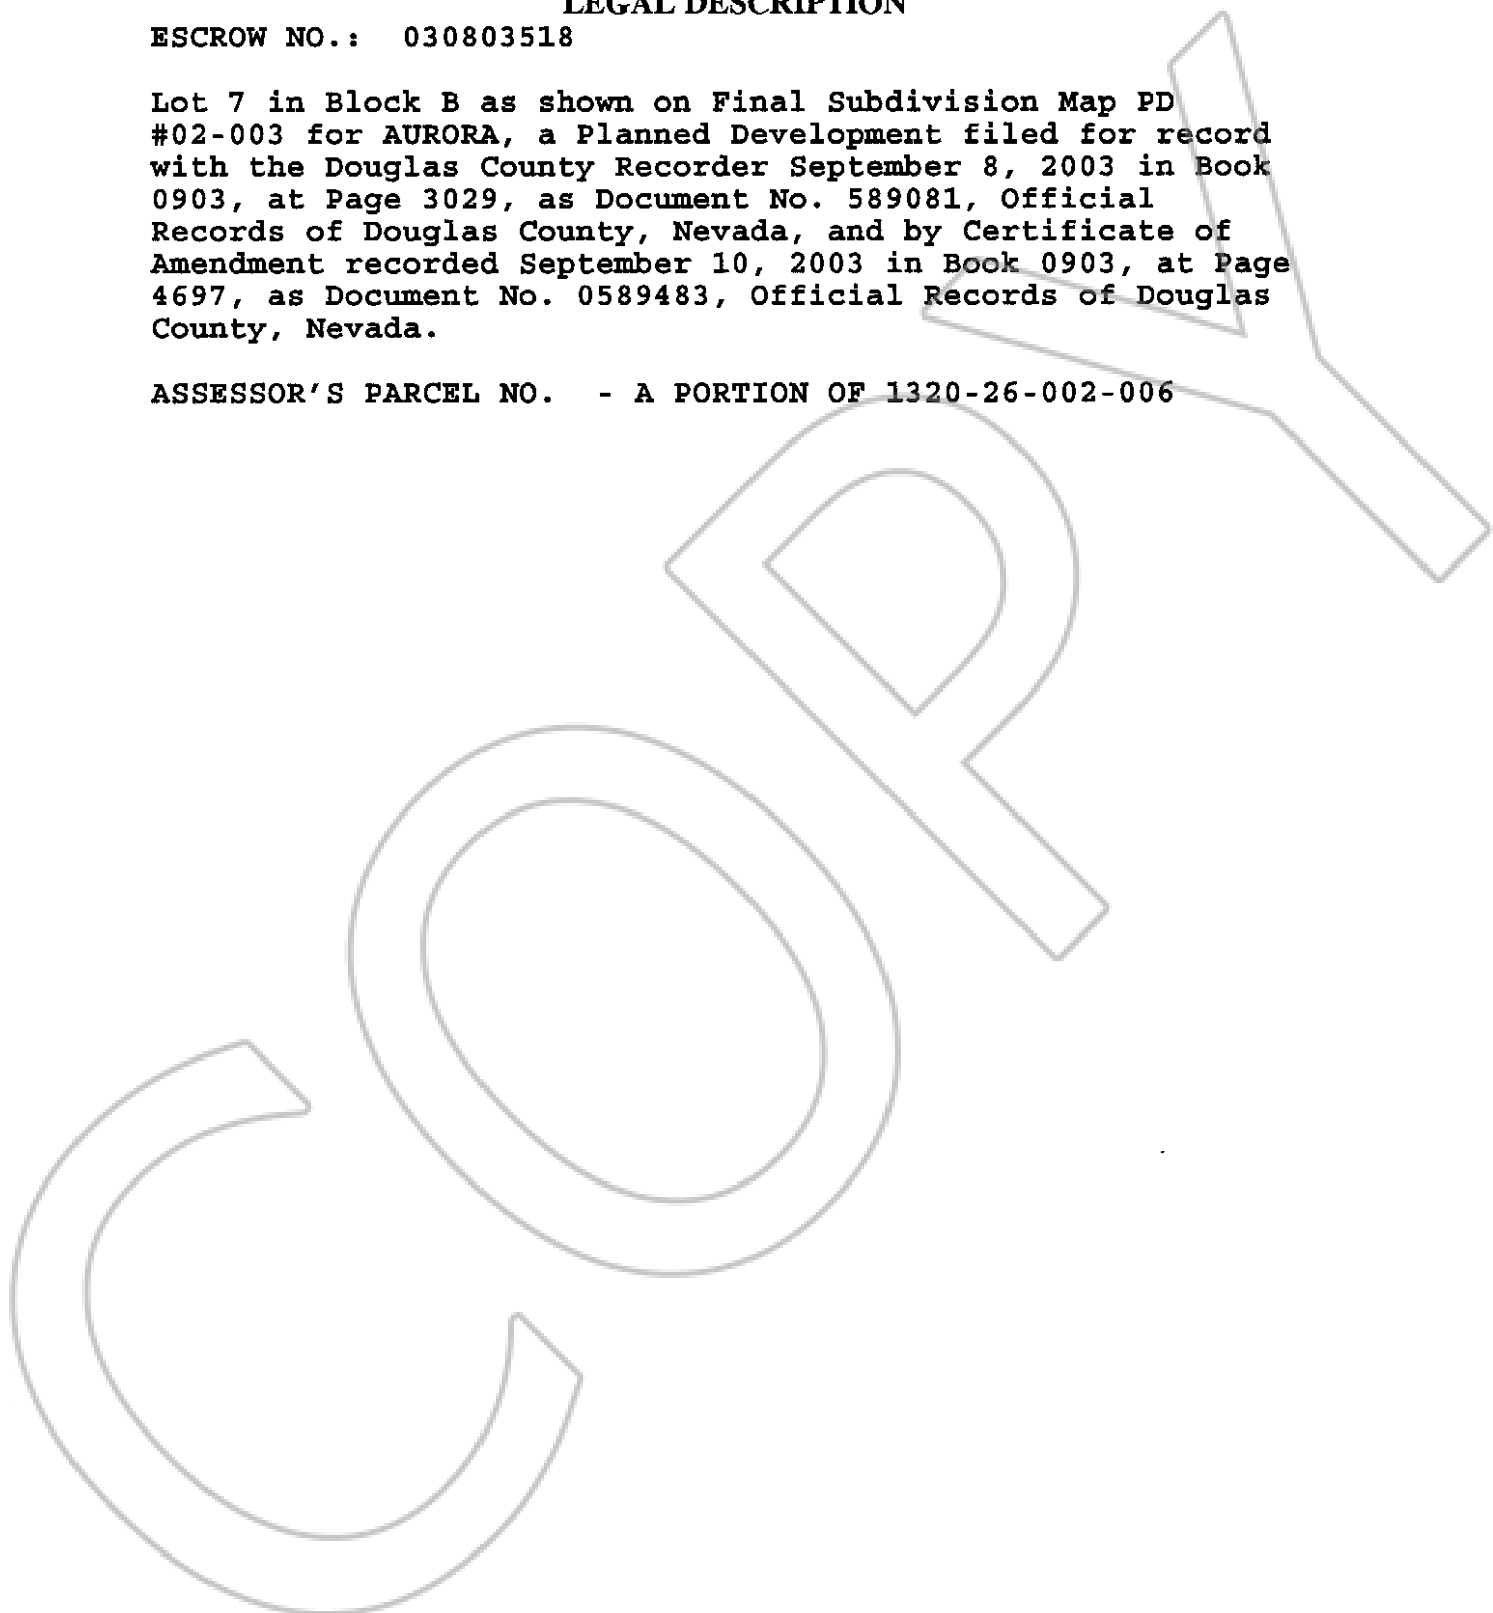 LEGAL DESCRIPTION
ESCROW NO.: 030803518
Lot 7 in Block B as shown on Final Subdivision Map PD
#02-003 for AURORA, a Planned Development filed for record
with the Douglas County Recorder September 8, 2003 in Book
0903, at Page 3029, as Document No. 589081, Official
Records of Douglas County, Nevada, and by Certificate of
Amendment recorded September 10, 2003 in Book 0903, at Page
4697, as Document No. 0589483, Official Records of Douglas
County, Nevada.
ASSESSOR'S PARCEL NO. - A PORTION OF 1320-26-002-006
COPY